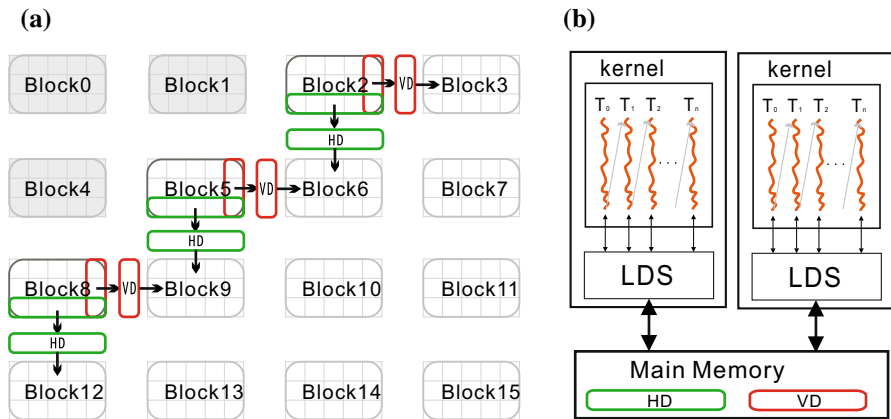 (a)
Block0 Block1 Block2 VD Block3
HD
Block4 Block5 VD Block6 Block7
HD
Block8 VD Block9 Block10 Block11
HD
Block12 Block13 Block14 Block15
(b)
kernel
T0 T1 T2 Tn
...
LDS
kernel
T0 T1 T2 Tn
...
LDS
Main Memory
HD VD